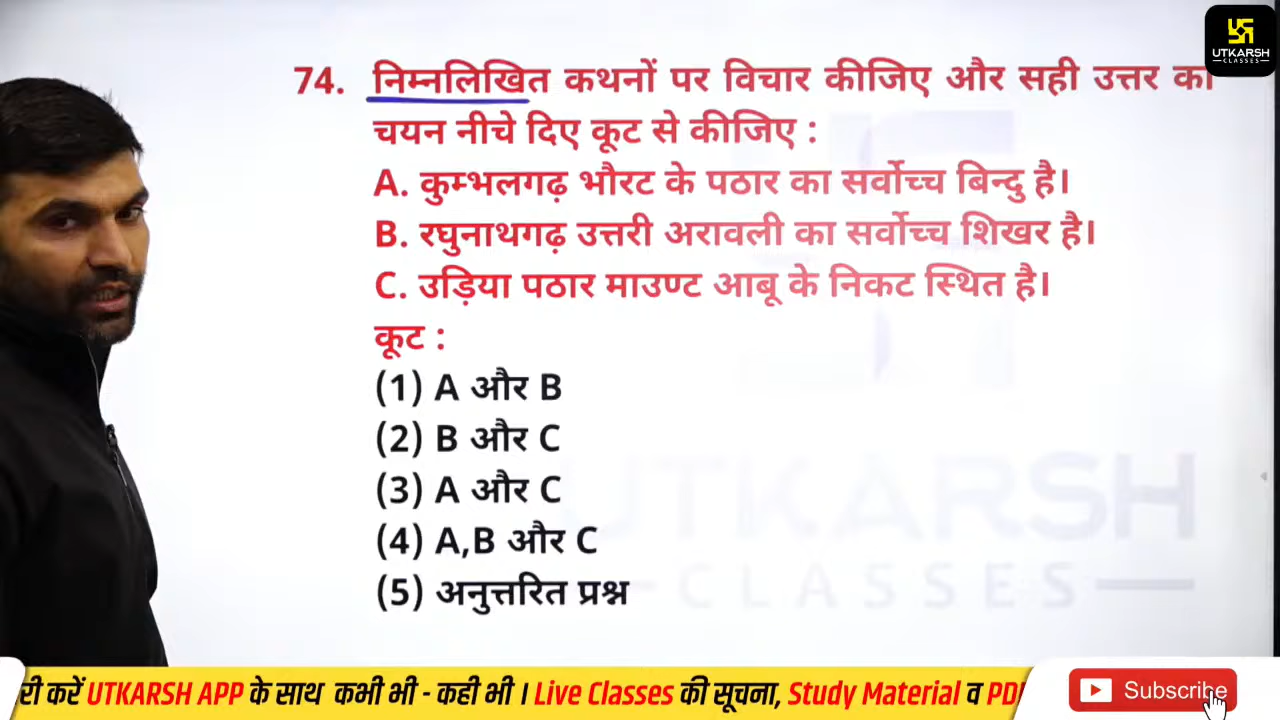 UTKARSH
CLASSES
74. निम्नलिखित कथनों पर विचार कीजिए और सही उत्तर का
चयन नीचे दिए कूट से कीजिए :
A. कुम्भलगढ़ भौरट के पठार का सर्वोच्च बिन्दु है।
B. रघुनाथगढ़ उत्तरी अरावली का सर्वोच्च शिखर है।
C. उड़िया पठार माउण्ट आबू के निकट स्थित है।
कूट :
(1) A और B
(2) B और C
(3) A और C
(4) A,B और C
(5) अनुत्तरित प्रश्न
UTKARSH
CLASSES
री करें UTKARSH APP के साथ कभी भी - कही भी । Live Classes की सूचना, Study Material व PD
Subscribe